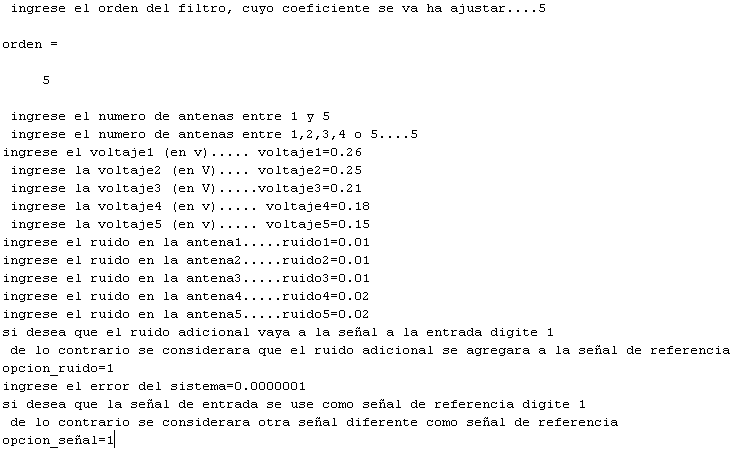 ingrese el orden del filtro, cuyo coeficiente se va ha ajustar....5
orden =
5
ingrese el numero de antenas entre 1 y 5
ingrese el numero de antenas entre 1,2,3,4 o 5....5
ingrese el voltaje1 (en v)..... voltaje1=0.26
ingrese la voltaje2 (en V).... voltaje2=0.25
ingrese la voltaje3 (en V).....voltaje3=0.21
ingrese la voltaje4 (en v)..... voltaje4=0.18
ingrese la voltaje5 (en v)..... voltaje5=0.15
ingrese el ruido en la antena1.....ruido1=0.01
ingrese el ruido en la antena2.....ruido2=0.01
ingrese el ruido en la antena3.....ruido3=0.01
ingrese el ruido en la antena4.....ruido4=0.02
ingrese el ruido en la antena5.....ruido5=0.02
si desea que el ruido adicional vaya a la señal a la entrada digite 1
de lo contrario se considerara que el ruido adicional se agregara a la señal de referencia
opcion_ruido=1
ingrese el error del sistema=0.0000001
si desea que la señal de entrada se use como señal de referencia digite 1
de lo contrario se considerara otra señal diferente como señal de referencia
opcion_señal=1